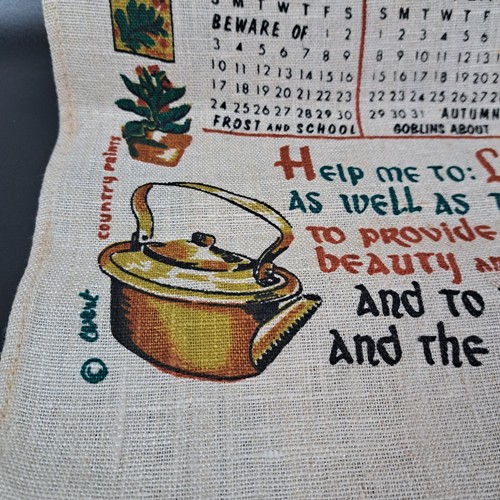 S M T W T F S
BEWARE OF 1 2
3 4 5 6 7 8 9
10 11 12 13 14 15 16
17 18 19 20 21 22 23
24 25 26 27 28 29 30
FROST AND SCHOOL
S M T W T F
1 2 3 4 5 6
8 9 10 11 12 13
15 16 17 18 19 20
22 23 24 25 26 27
29 30 31 AUTUMN
GOBLINS ABOUT
COUNTRY PRINTS
Help me to: L
as well as t
to provide
beauty an
and to
and the
©